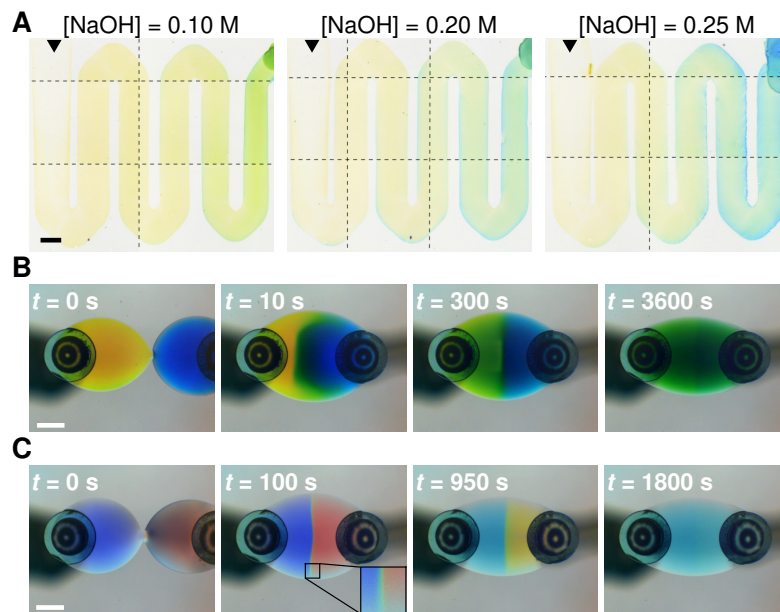 A
[NaOH] = 0.10 M
[NaOH] = 0.20 M
[NaOH] = 0.25 M
B
t = 0 s
t = 10 s
t = 300 s
t = 3600 s
C
t = 0 s
t = 100 s
t = 950 s
t = 1800 s